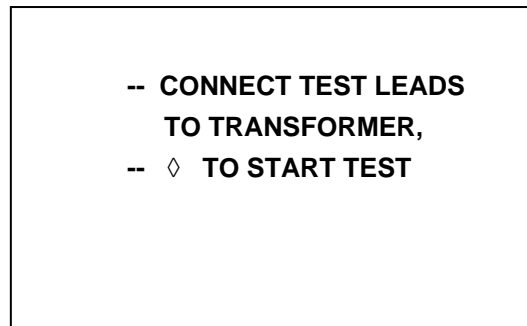 -- CONNECT TEST LEADS
TO TRANSFORMER,
-- ◊ TO START TEST